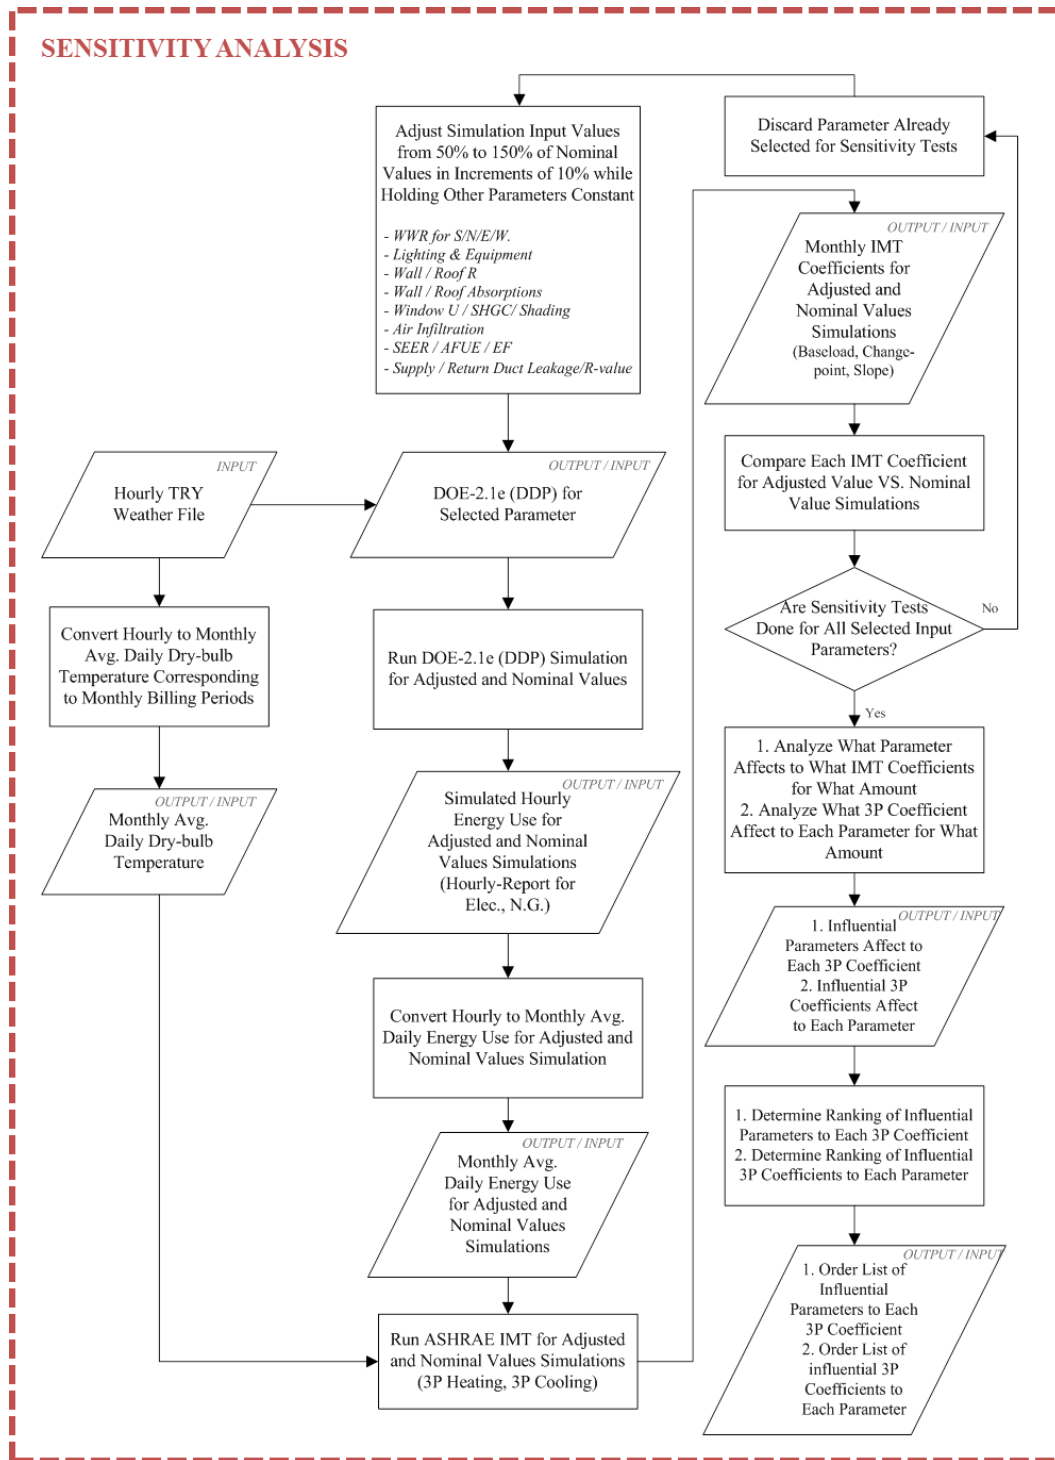 SENSITIVITY ANALYSIS
Adjust Simulation Input Values
from 50% to 150% of Nominal
Values in Increments of 10% while
Holding Other Parameters Constant
- WWR for S/N/E/W.
- Lighting & Equipment
- Wall / Roof R
- Wall / Roof Absorptions
- Window U / SHGC/ Shading
- Air Infiltration
- SEER / AFUE / EF
- Supply / Return Duct Leakage/R-value
INPUT
Hourly TRY
Weather File
OUTPUT / INPUT
DOE-2.1e (DDP) for
Selected Parameter
Convert Hourly to Monthly
Avg. Daily Dry-bulb
Temperature Corresponding
to Monthly Billing Periods
Run DOE-2.1e (DDP) Simulation
for Adjusted and Nominal Values
OUTPUT / INPUT
Monthly Avg.
Daily Dry-bulb
Temperature
OUTPUT / INPUT
Simulated Hourly
Energy Use for
Adjusted and Nominal
Values Simulations
(Hourly-Report for
Elec., N.G.)
Convert Hourly to Monthly Avg.
Daily Energy Use for Adjusted and
Nominal Values Simulation
OUTPUT / INPUT
Monthly Avg.
Daily Energy Use
for Adjusted and
Nominal Values
Simulations
Run ASHRAE IMT for Adjusted
and Nominal Values Simulations
(3P Heating, 3P Cooling)
Discard Parameter Already
Selected for Sensitivity Tests
OUTPUT / INPUT
Monthly IMT
Coefficients for
Adjusted and
Nominal Values
Simulations
(Baseload, Change-
point, Slope)
Compare Each IMT Coefficient
for Adjusted Value VS. Nominal
Value Simulations
Are Sensitivity Tests
Done for All Selected Input
Parameters?
No
Yes
1. Analyze What Parameter
Affects to What IMT Coefficients
for What Amount
2. Analyze What 3P Coefficient
Affect to Each Parameter for What
Amount
OUTPUT / INPUT
1. Influential
Parameters Affect to
Each 3P Coefficient
2. Influential 3P
Coefficients Affect
to Each Parameter
1. Determine Ranking of Influential
Parameters to Each 3P Coefficient
2. Determine Ranking of Influential
3P Coefficients to Each Parameter
OUTPUT / INPUT
1. Order List of
Influential
Parameters to Each
3P Coefficient
2. Order List of
influential 3P
Coefficients to
Each Parameter